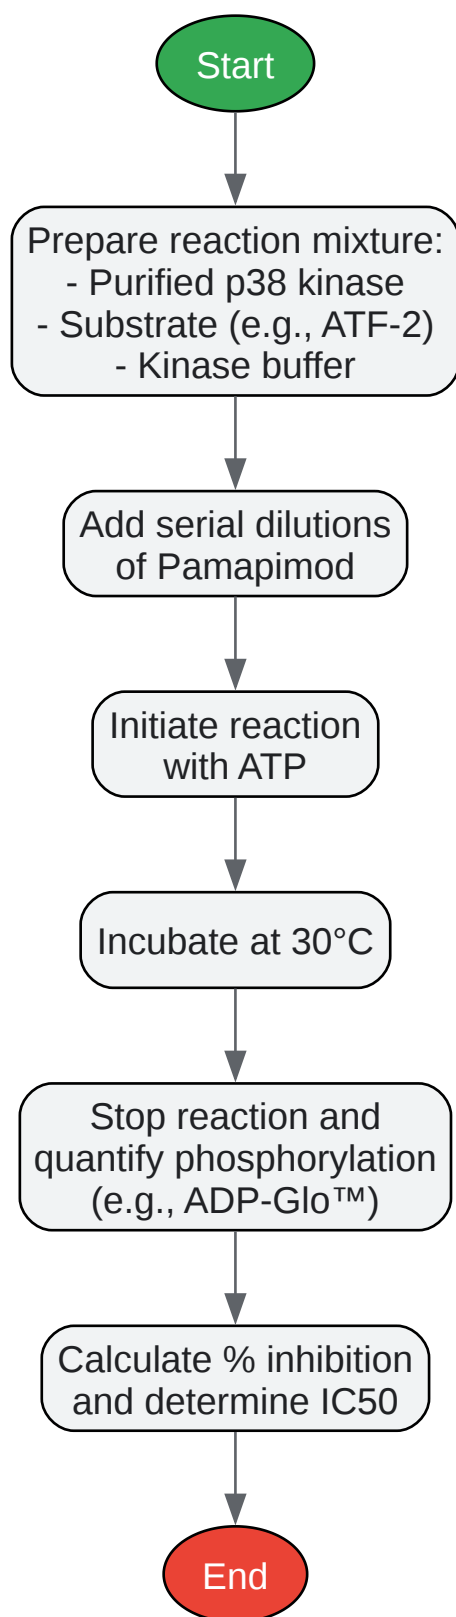 Start
Prepare reaction mixture:
- Purified p38 kinase
- Substrate (e.g., ATF-2)
- Kinase buffer
Add serial dilutions
of Pamapimod
Initiate reaction
with ATP
Incubate at 30°C
Stop reaction and
quantify phosphorylation
(e.g., ADP-Glo™)
Calculate % inhibition
and determine IC50
End